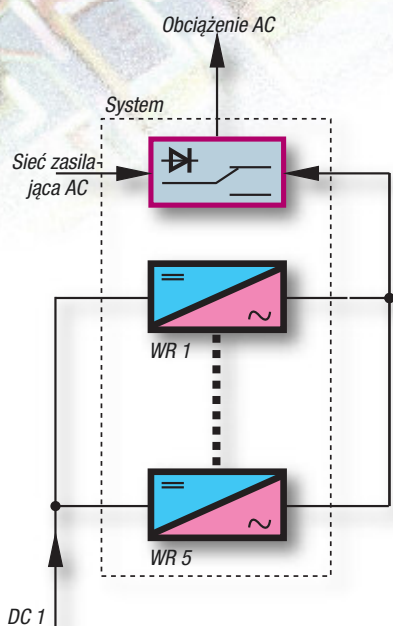 Obciążenie AC
System
Sieć zasila-
jąca AC
WR 1
WR 5
DC 1